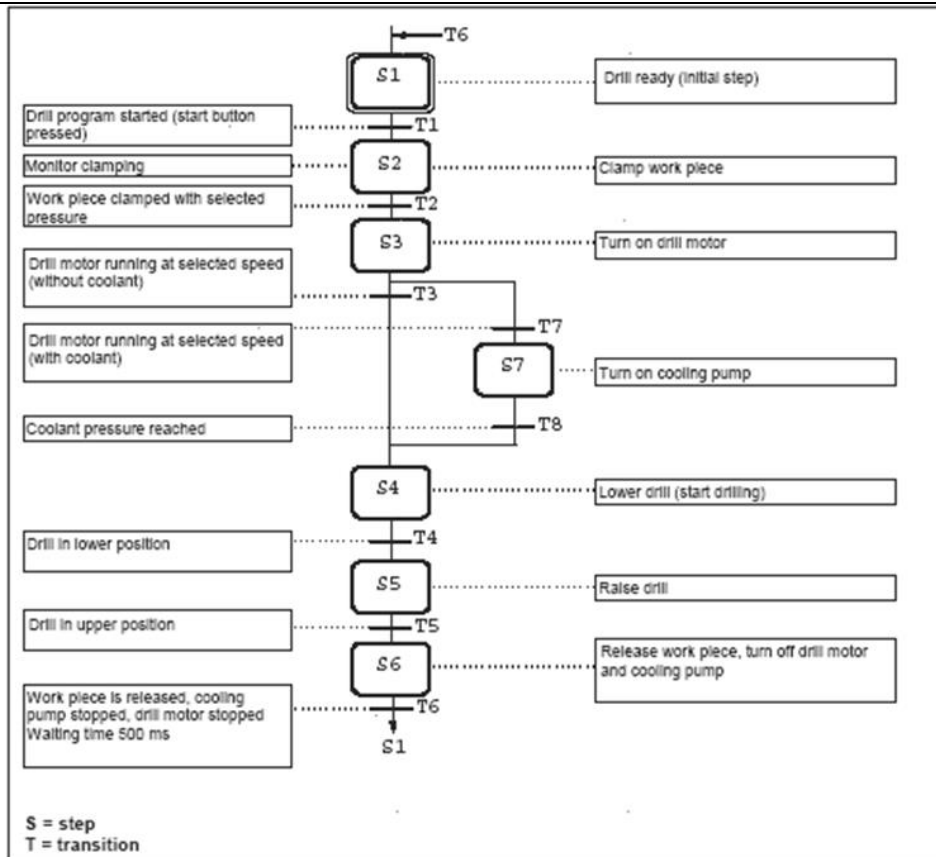 T6
S1
Drill ready (initial step)
Drill program started (start button
pressed)
T1
Monitor clamping
S2
Clamp work piece
Work piece clamped with selected
pressure
T2
S3
Turn on drill motor
Drill motor running at selected speed
(without coolant)
T3
Drill motor running at selected speed
(with coolant)
T7
S7
Turn on cooling pump
Coolant pressure reached
T8
S4
Lower drill (start drilling)
Drill in lower position
T4
S5
Raise drill
Drill in upper position
T5
S6
Release work piece, turn off drill motor
and cooling pump
Work piece is released, cooling
pump stopped, drill motor stopped
Waiting time 500 ms
T6
S1
S = step
T = transition